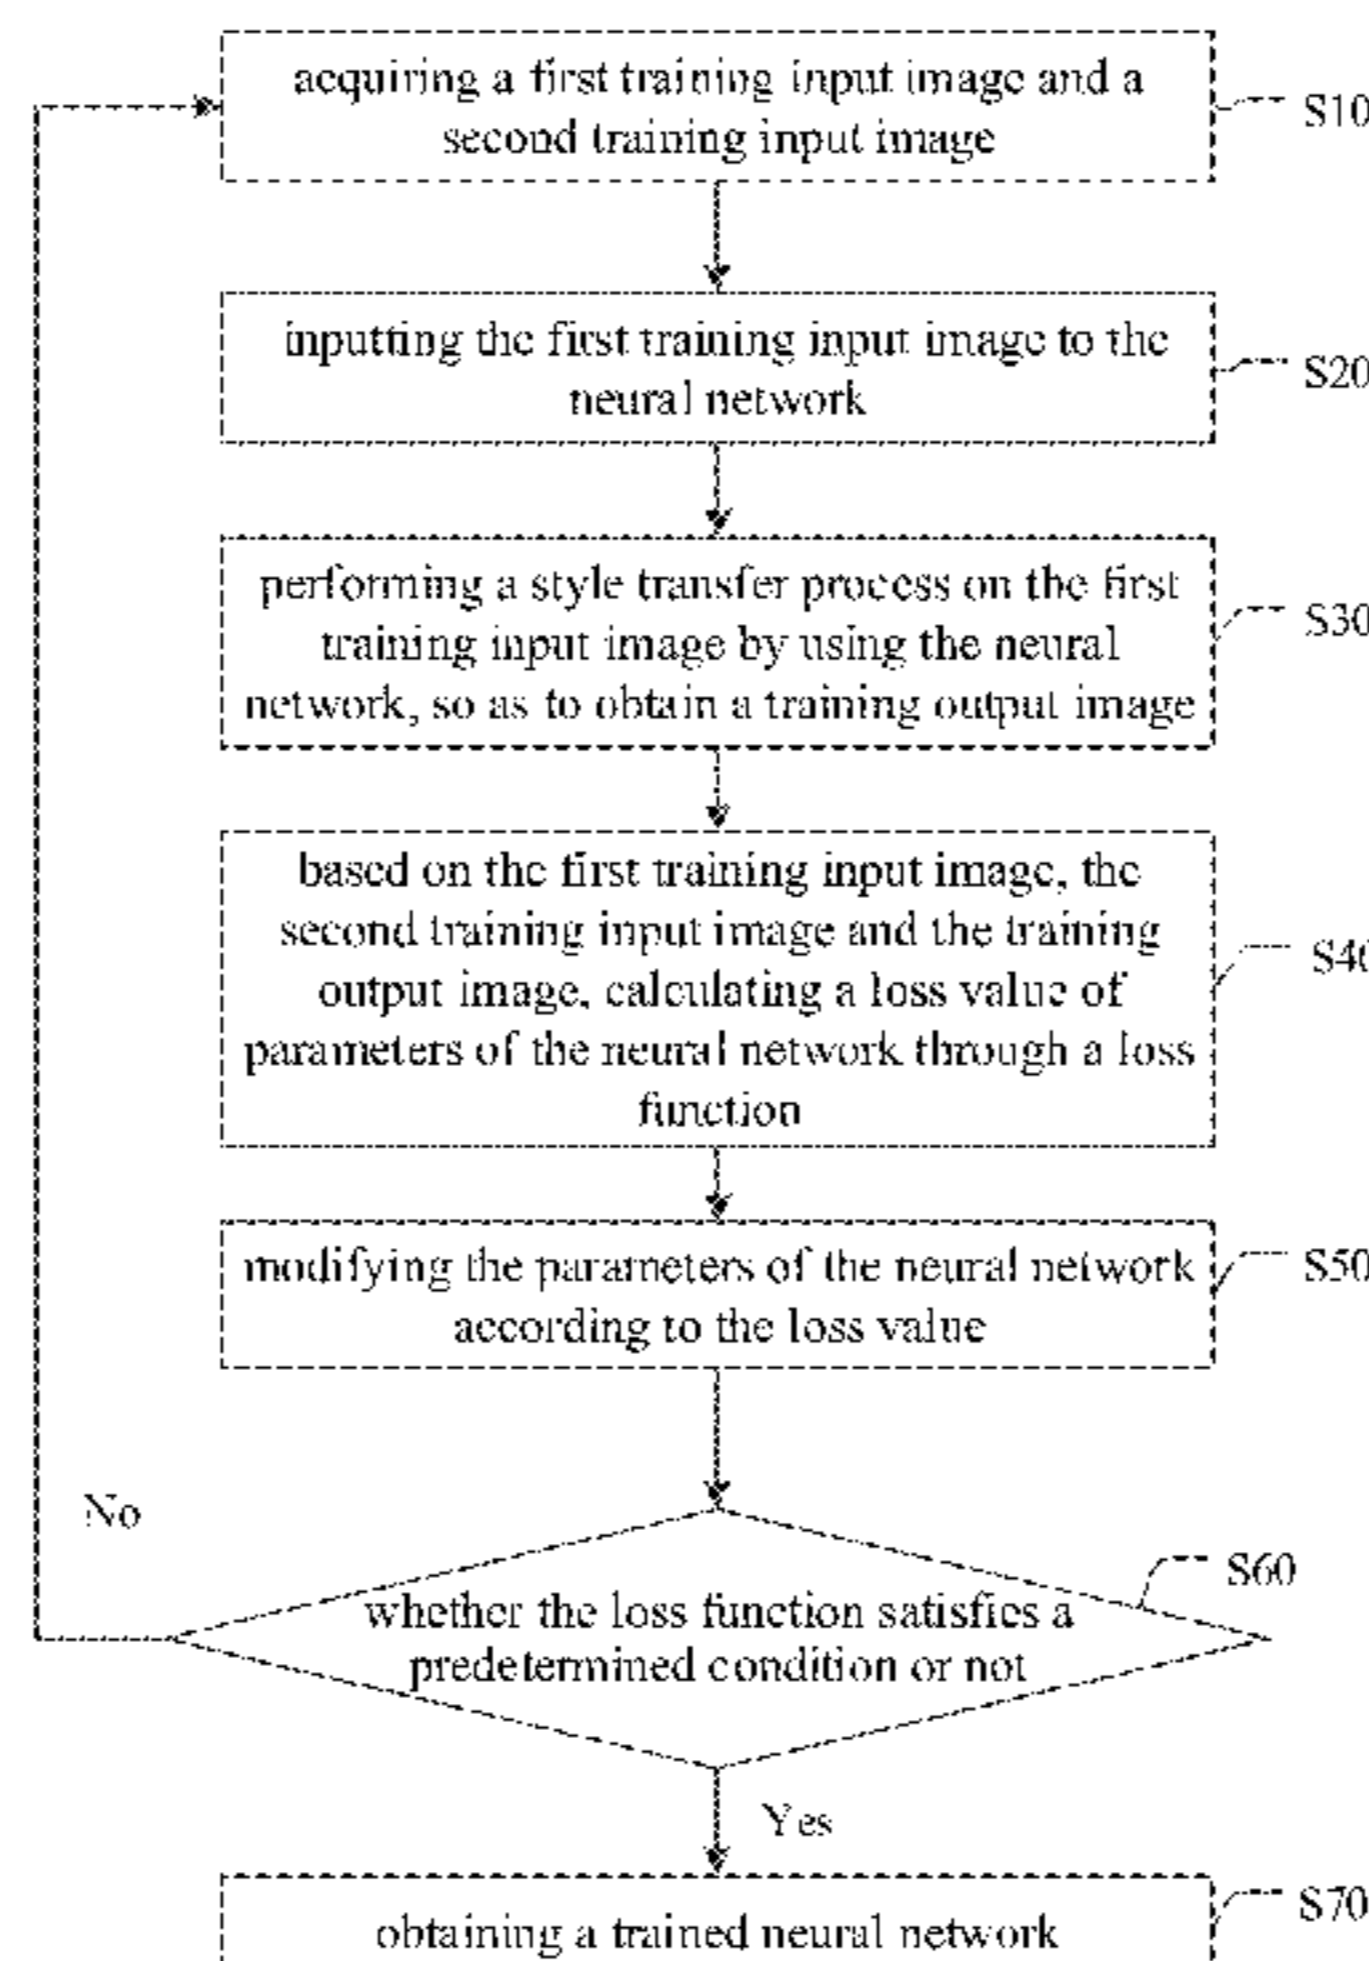 acquiring a first training input image and a
second training input image
S10
inputting the first training input image to the
neural network
S20
performing a style transfer process on the first
training input image by using the neural
network, so as to obtain a training output image
S30
based on the first training input image, the
second training input image and the training
output image, calculating a loss value of
parameters of the neural network through a loss
function
S40
modifying the parameters of the neural network
according to the loss value
S50
No
whether the loss function satisfies a
predetermined condition or not
S60
Yes
obtaining a trained neural network
S70